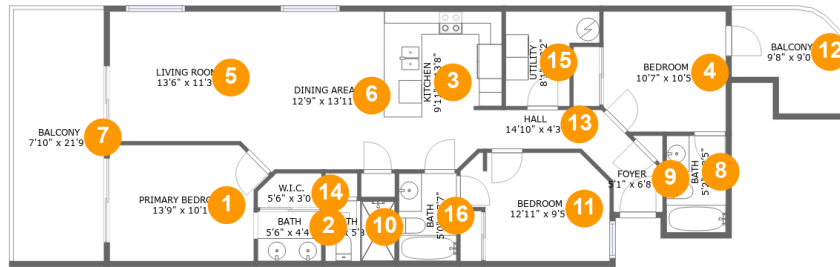 BALCONY
7'10" x 21'9
7
LIVING ROOM
13'6" x 11'3
5
DINING AREA
12'9" x 13'11
6
KITCHEN
3
UTILITY
15
BEDROOM
10'7" x 10'5
4
BALCONY
9'8" x 9'0
12
HALL
14'10" x 4'3
13
PRIMARY BEDRO
13'9" x 10'1
1
W.I.C.
5'6" x 3'0
14
BATH
5'6" x 4'4
2
10
BATH
16
BEDROOM
12'11" x 9'5
11
FOYER
5'1" x 6'8
9
BATH
8